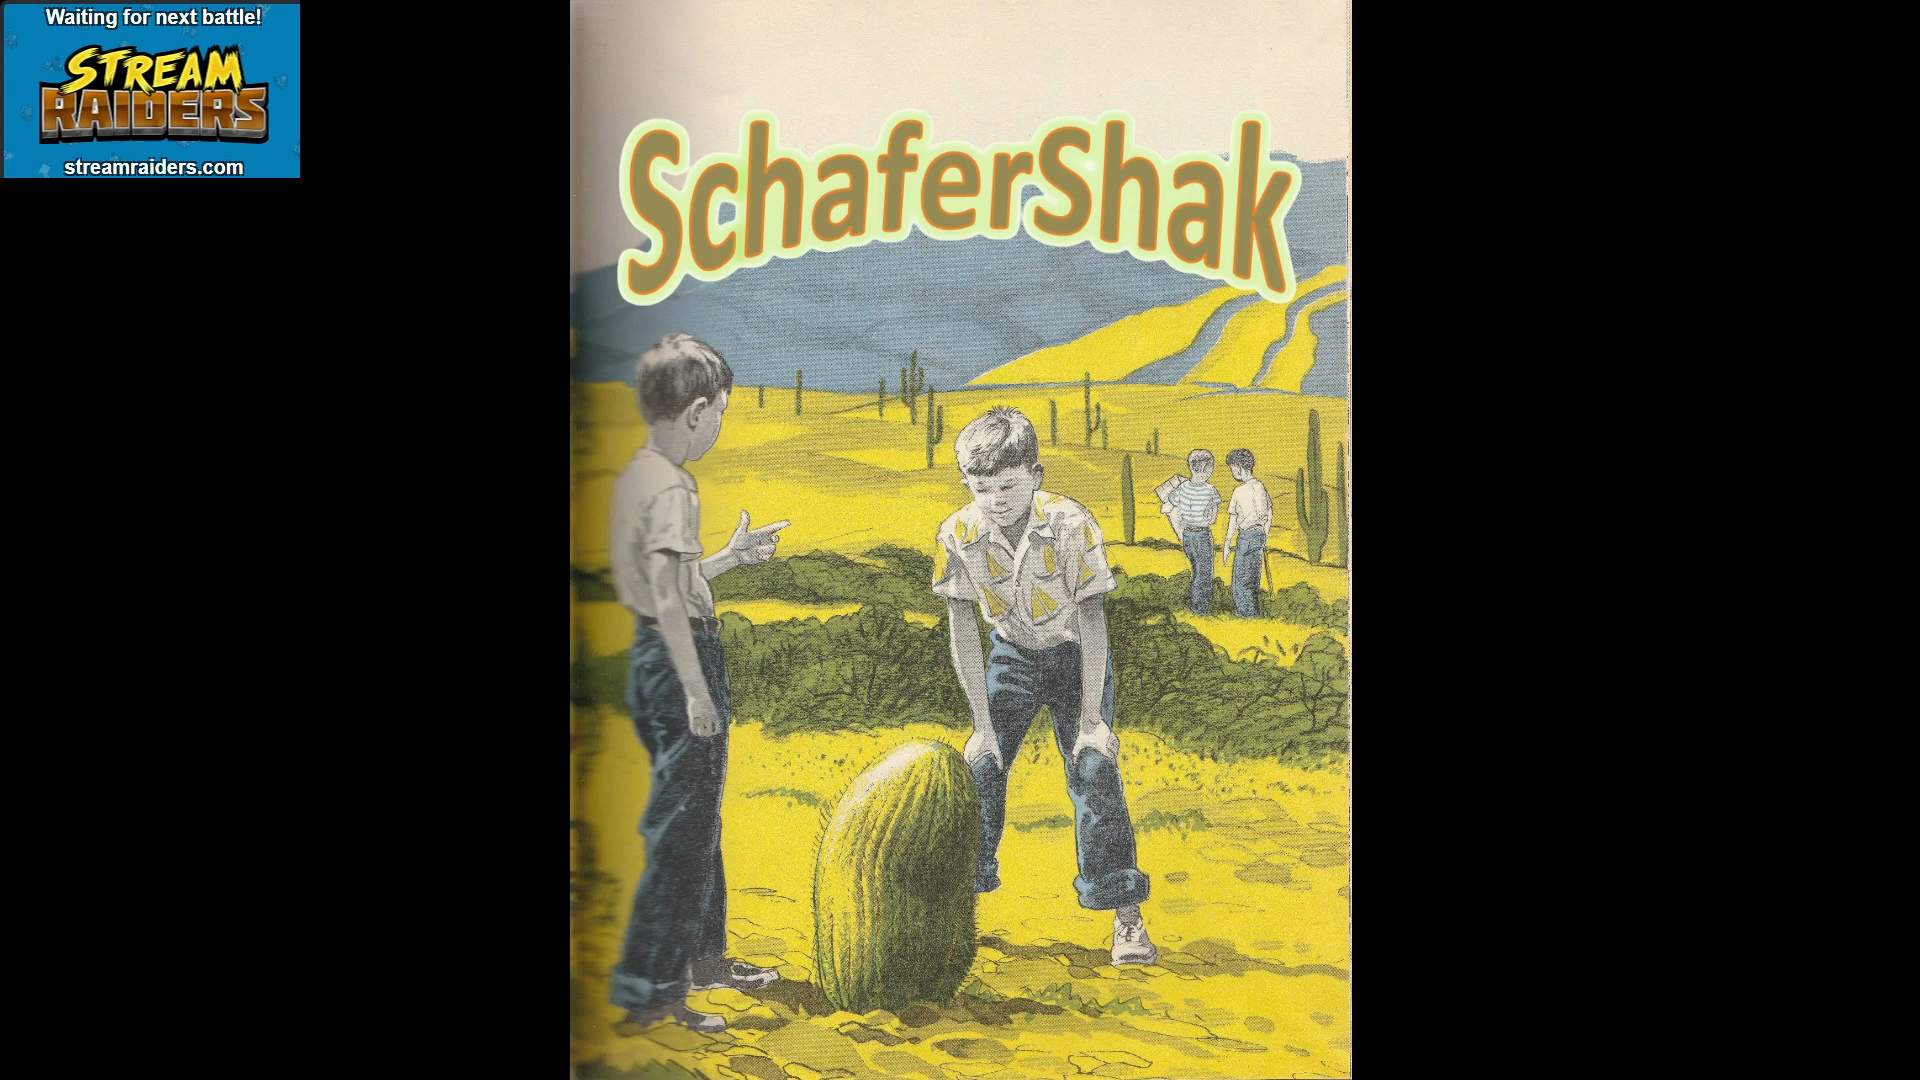 Waiting for next battle!
STREAM
RAIDERS
streamraiders.com
SchaferShak